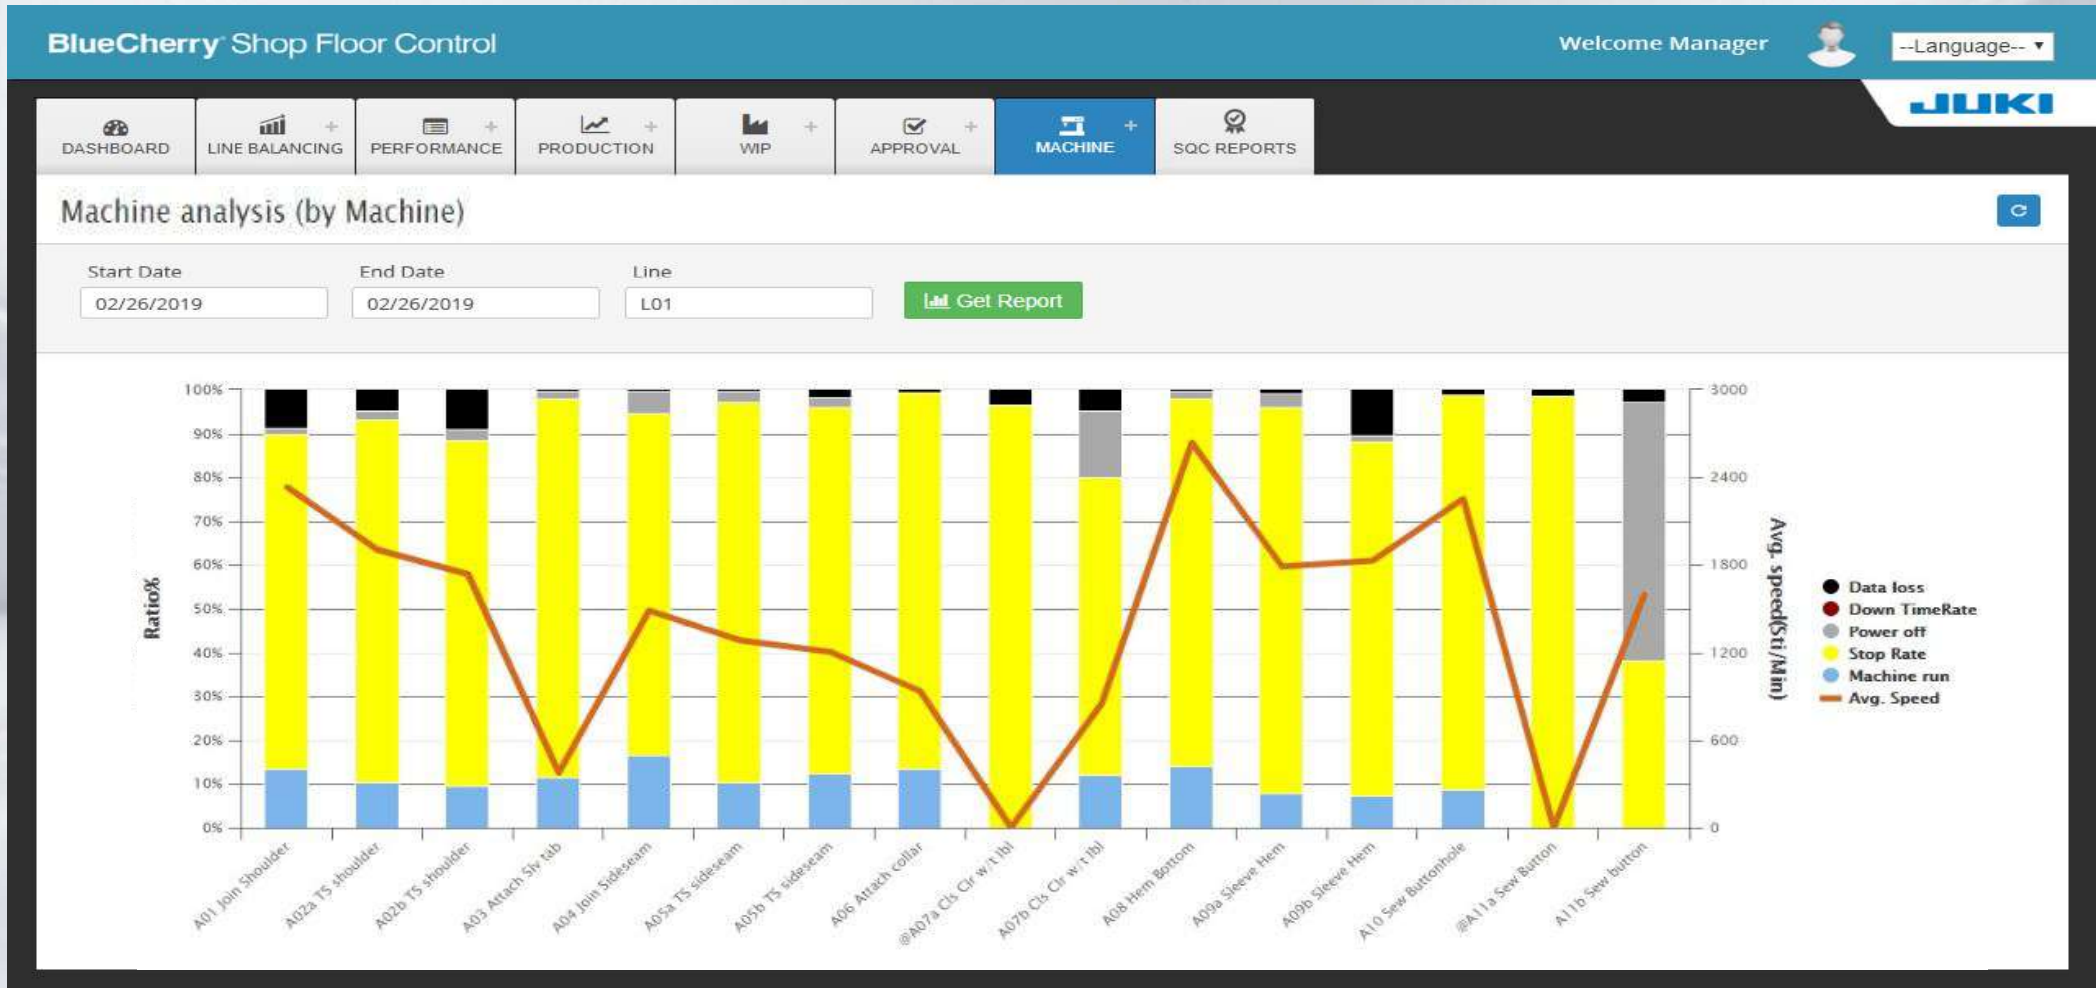 BlueCherry Shop Floor Control
Welcome Manager
--Language--
JUKI
DASHBOARD
LINE BALANCING
PERFORMANCE
PRODUCTION
WIP
APPROVAL
MACHINE
SQC REPORTS
Machine analysis (by Machine)
Start Date
End Date
Line
02/26/2019
02/26/2019
L01
Get Report
100%
90%
80%
70%
60%
50%
40%
30%
20%
10%
0%
Ratio%
3000
2400
1800
1200
600
0
Avg. speed(Sti/Min)
Data loss
Down TimeRate
Power off
Stop Rate
Machine run
Avg. Speed
A01 Join Shoulder
A02a TS shoulder
A02b TS shoulder
A03 Attach Slv tab
A04 Join Sideseam
A05a TS sideseam
A05b TS sideseam
A06 Attach collar
@A07a Cls Clr w/t lbl
A07b Cls Clr w/t lbl
A08 Hem Bottom
A09a Sleeve Hem
A09b Sleeve Hem
A10 Sew Buttonhole
@A11a Sew Button
A11b Sew button